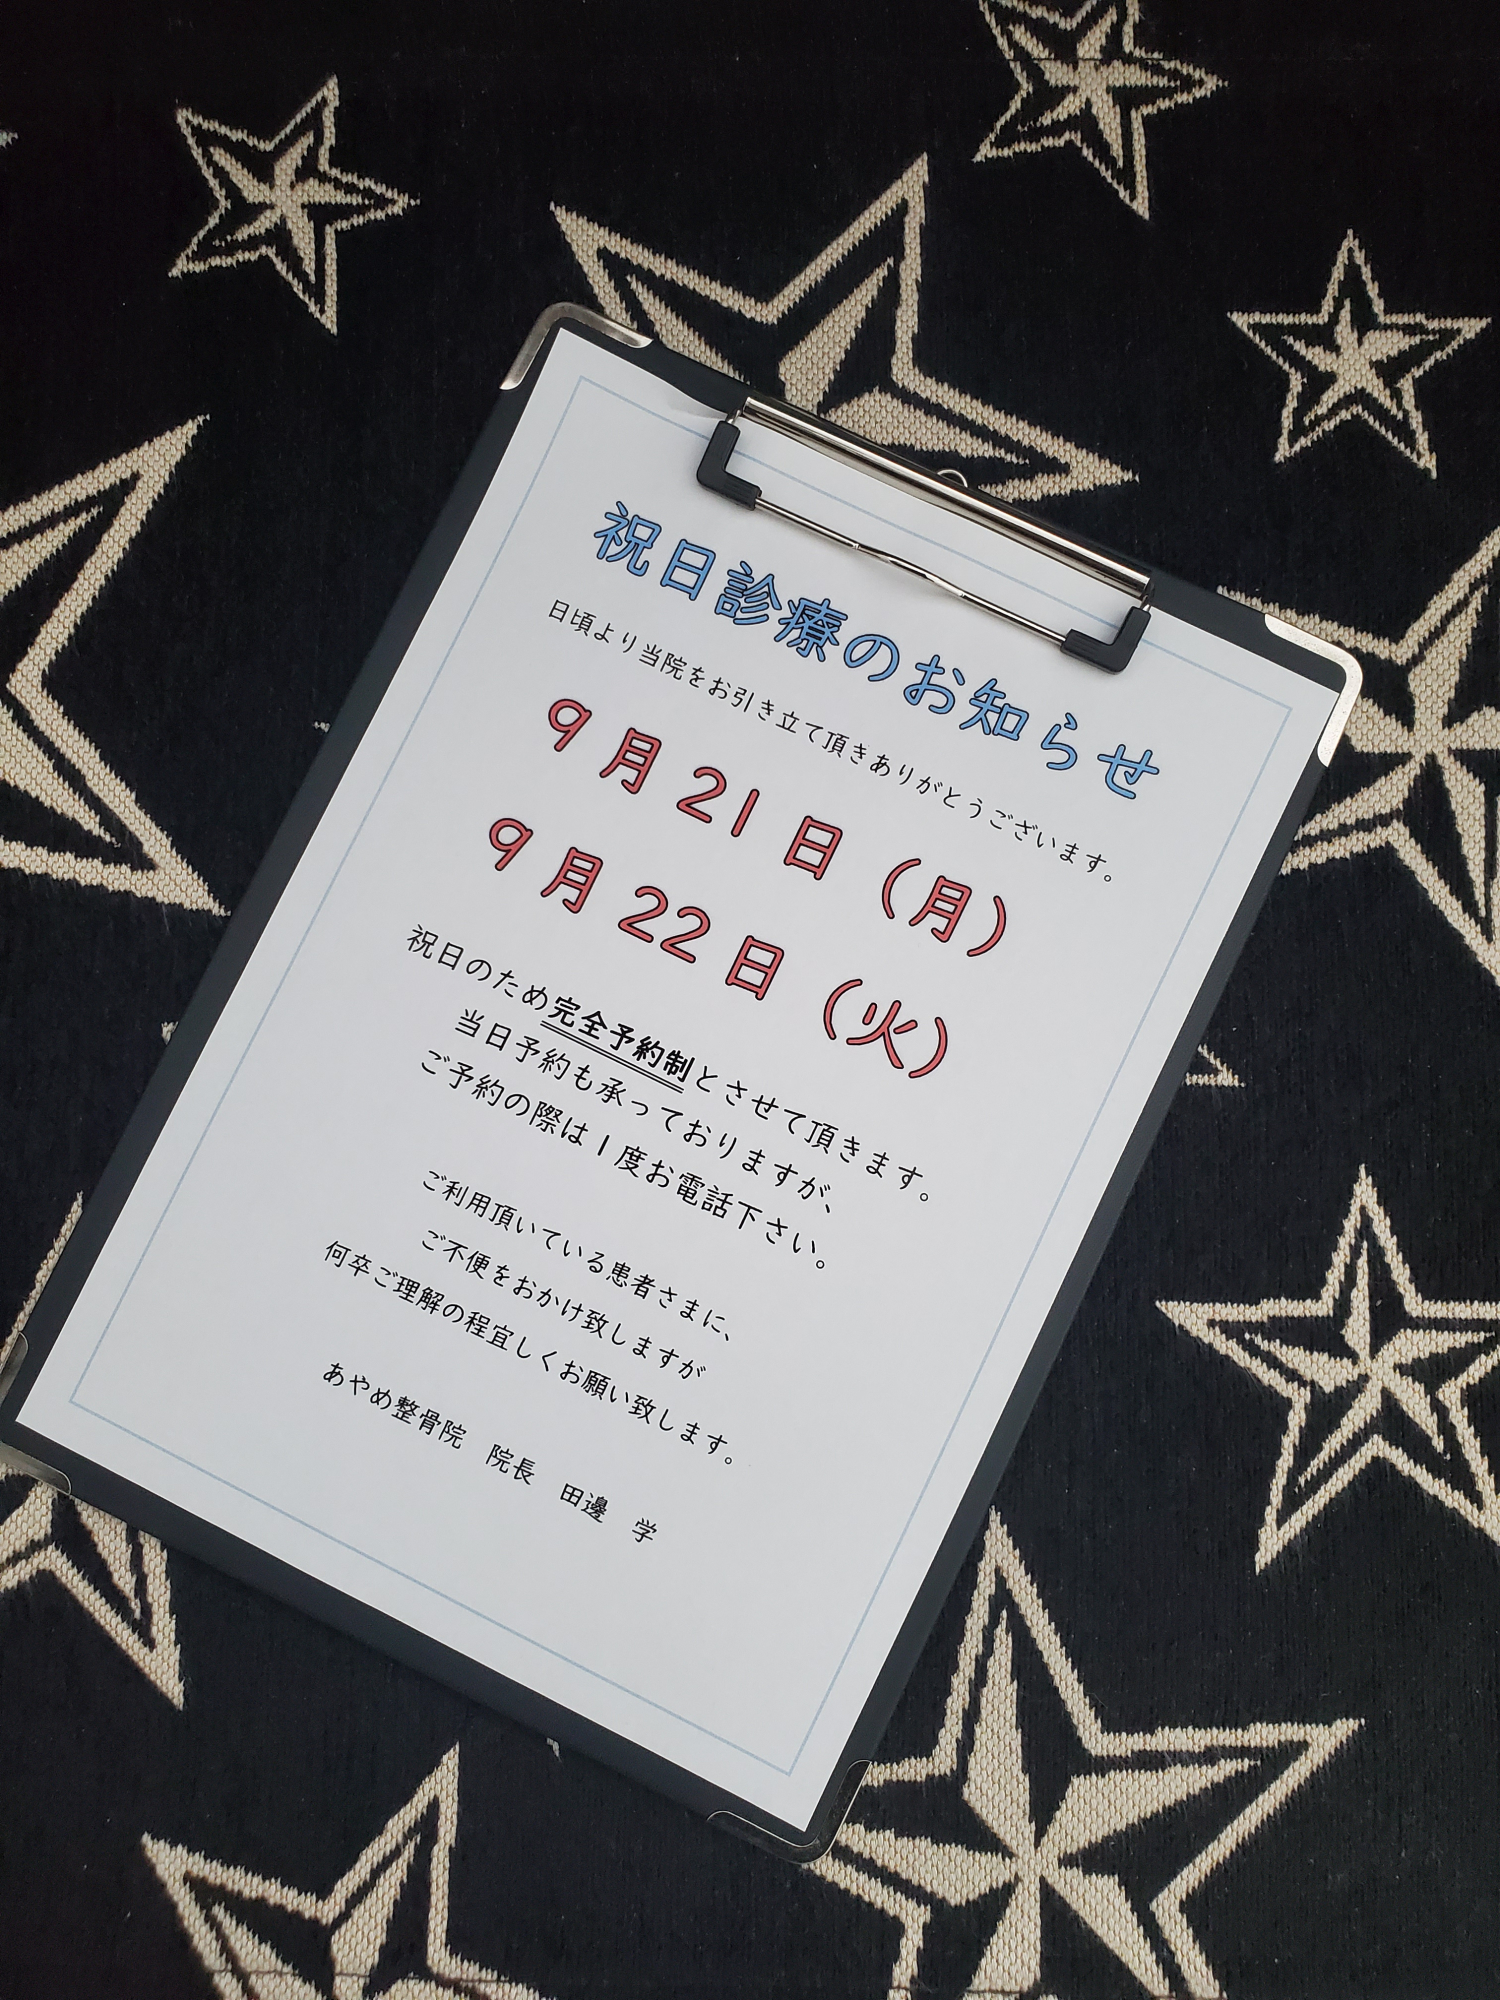 祝日診療のお知らせ
日頃より当院をお引き立て頂きありがとうございます。
9月21日（月）
9月22日（火）
祝日のため完全予約制とさせて頂きます。
当日予約も承っておりますが、
ご予約の際は1度お電話下さい。
ご利用頂いている患者さまに、
ご不便をおかけ致しますが
何卒ご理解の程宜しくお願い致します。
あやめ整骨院　院長　田邊　学